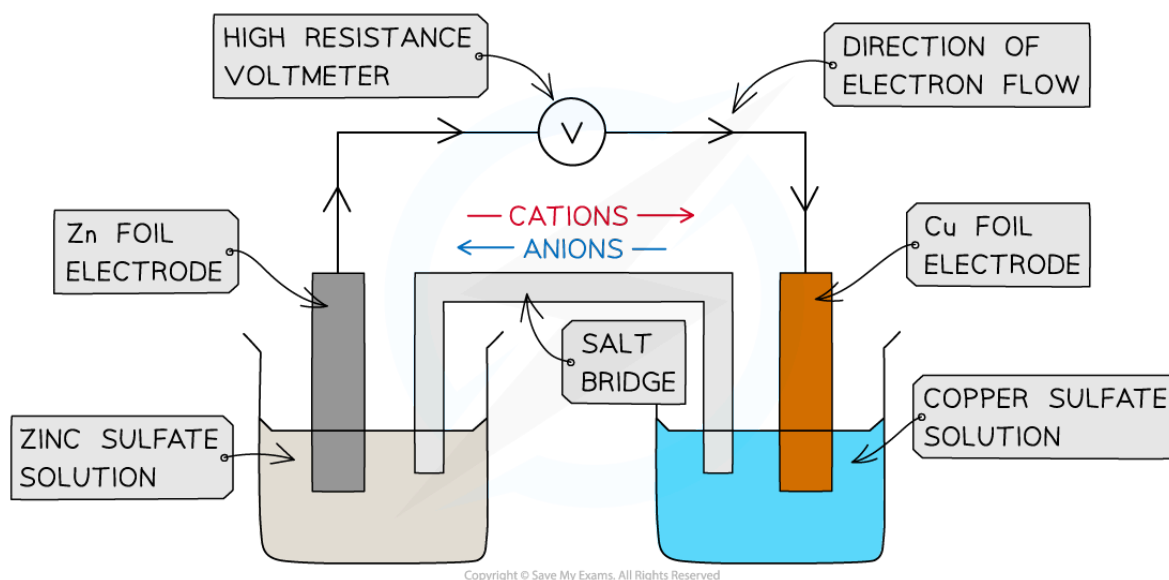 HIGH RESISTANCE
VOLTMETER
DIRECTION OF
ELECTRON FLOW
V
CATIONS
ANIONS
Zn FOIL
ELECTRODE
Cu FOIL
ELECTRODE
SALT
BRIDGE
ZINC SULFATE
SOLUTION
COPPER SULFATE
SOLUTION
Copyright © Save My Exams. All Rights Reserved